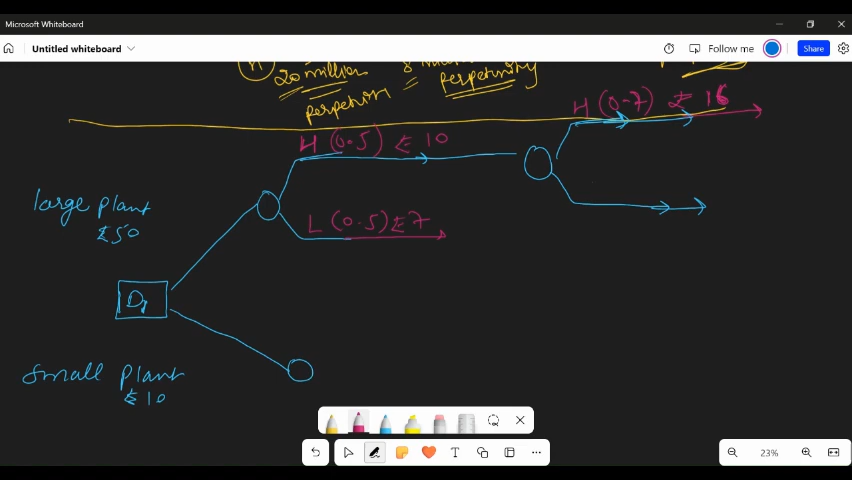 Microsoft Whiteboard
Untitled whiteboard
Follow me
Share
20 million
8
perpetuity
H (0.7) ₤ 16
H (0.5) ₤ 10
large plant
₤50
L (0.5) ₤ 7
D1
Small plant
₤ 10
23%